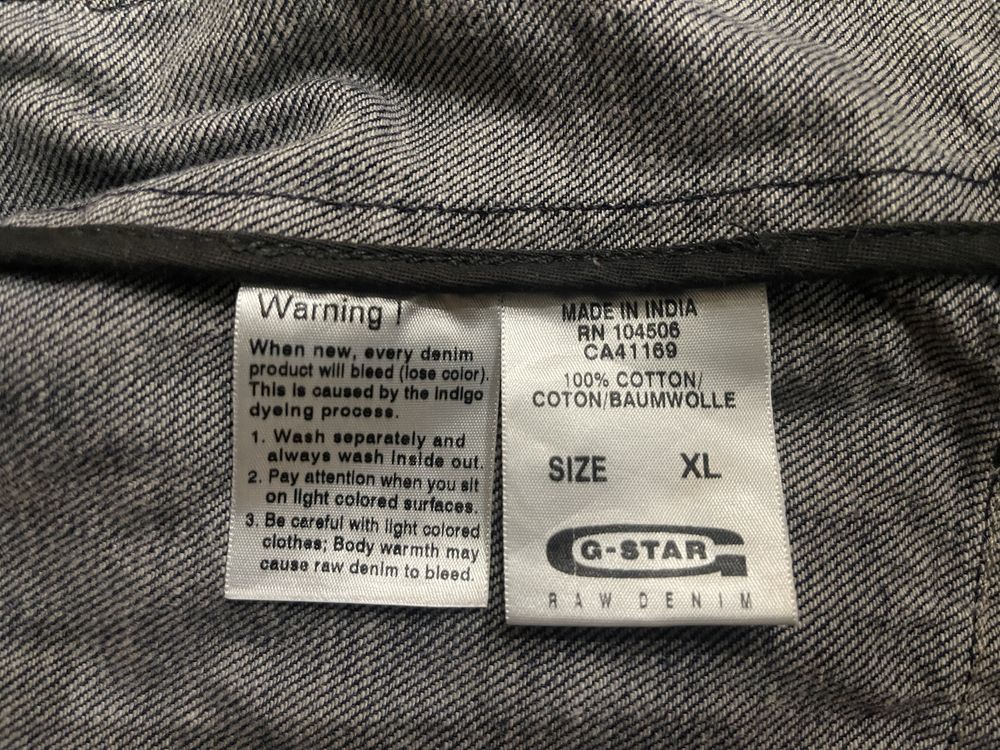 Warning !
When new, every denim
product will bleed (lose color).
This is caused by the indigo
dyeing process.
1. Wash separately and
always wash inside out.
2. Pay attention when you sit
on light colored surfaces.
3. Be careful with light colored
clothes; Body warmth may
cause raw denim to bleed.
MADE IN INDIA
RN 104506
CA41169
100% COTTON/
COTON/BAUMWOLLE
SIZE XL
G-STAR
RAW DENIM